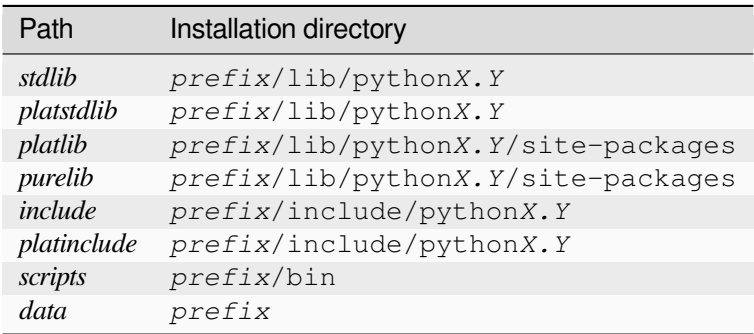 Path Installation directory
stdlib prefix/lib/pythonX.Y
platstdlib prefix/lib/pythonX.Y
platlib prefix/lib/pythonX.Y/site-packages
purelib prefix/lib/pythonX.Y/site-packages
include prefix/include/pythonX.Y
platinclude prefix/include/pythonX.Y
scripts prefix/bin
data prefix